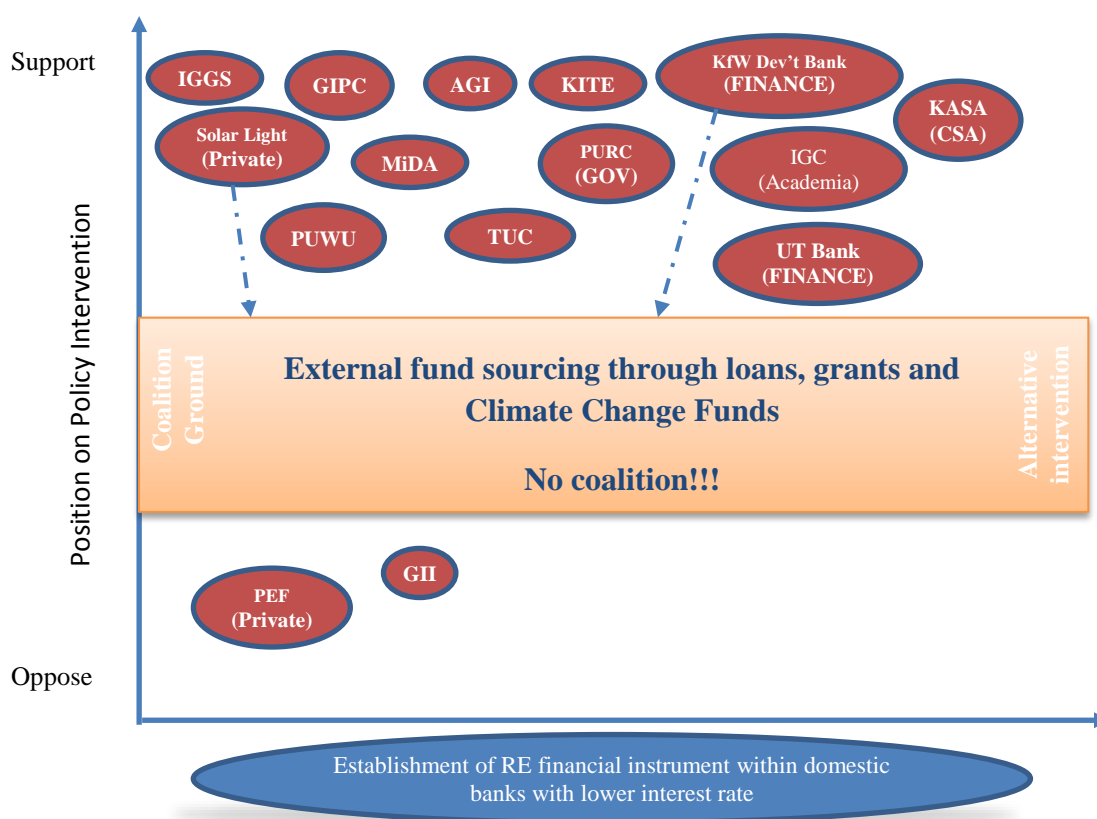 Support
IGGS
GIPC
AGI
KITE
KfW Dev't Bank
(FINANCE)
KASA
(CSA)
Solar Light
(Private)
MiDA
PURC
(GOV)
IGC
(Academia)
PUWU
TUC
UT Bank
(FINANCE)
Position on Policy Intervention
Coalition
Ground
External fund sourcing through loans, grants and
Climate Change Funds
No coalition!!!
Alternative
intervention
GII
PEF
(Private)
Oppose
Establishment of RE financial instrument within domestic
banks with lower interest rate